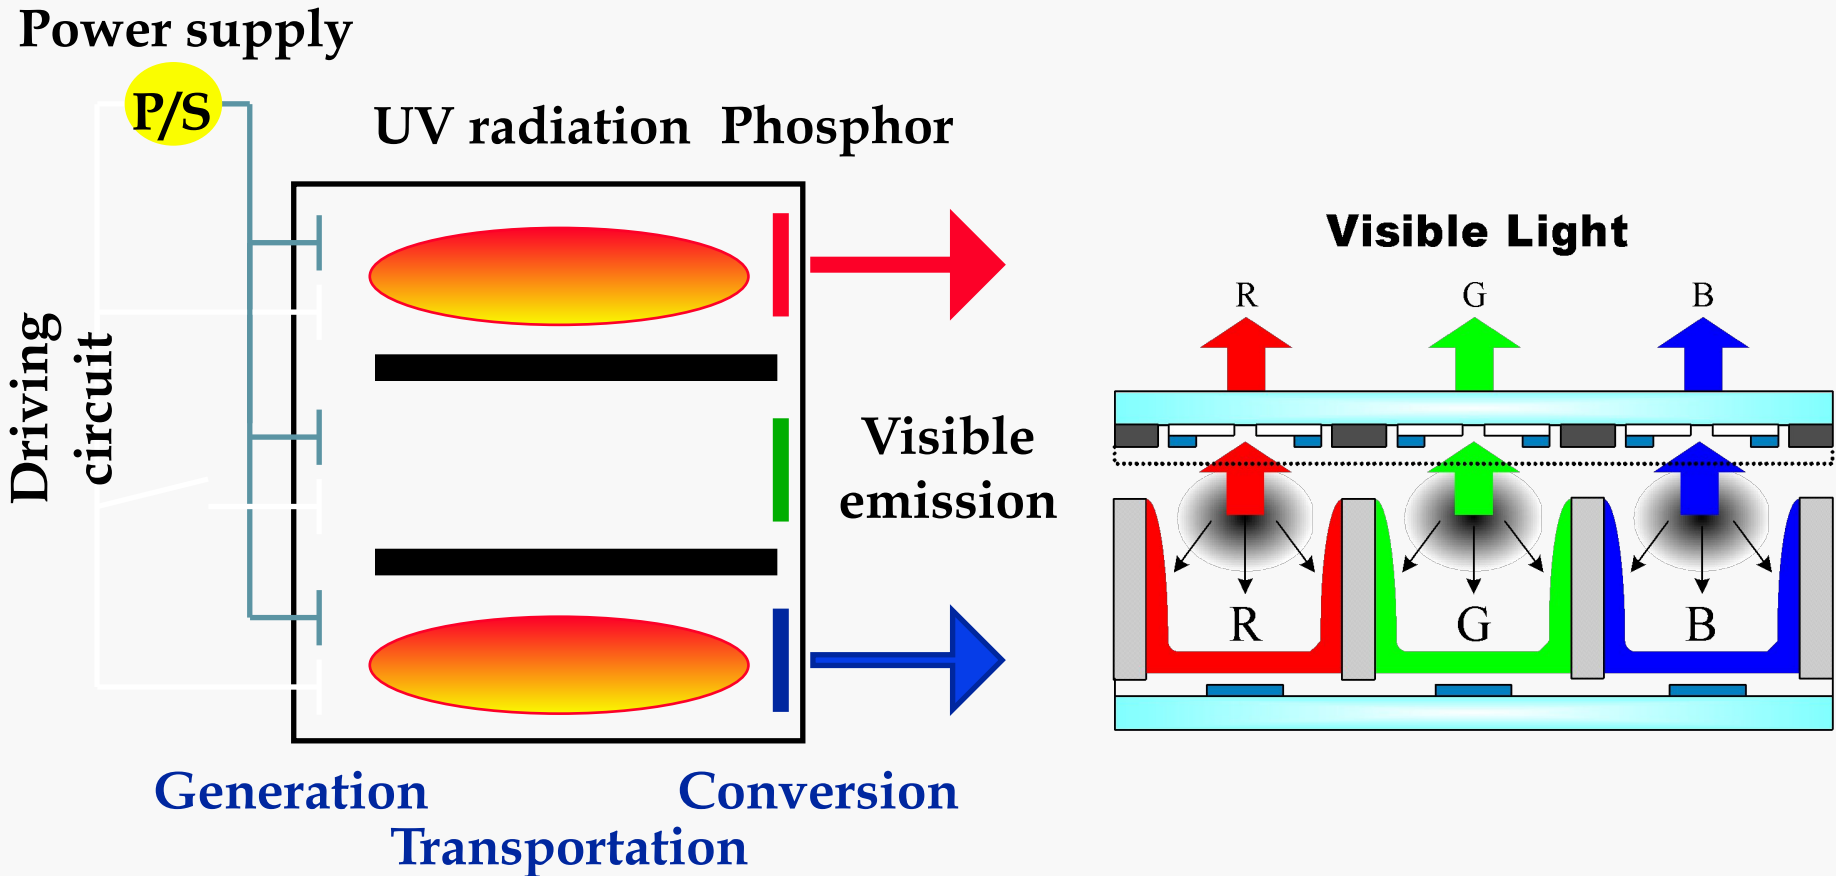 Power supply
P/S
UV radiation Phosphor
Driving
circuit
Visible
emission
Generation
Transportation
Conversion
Visible Light
R G B
R G B